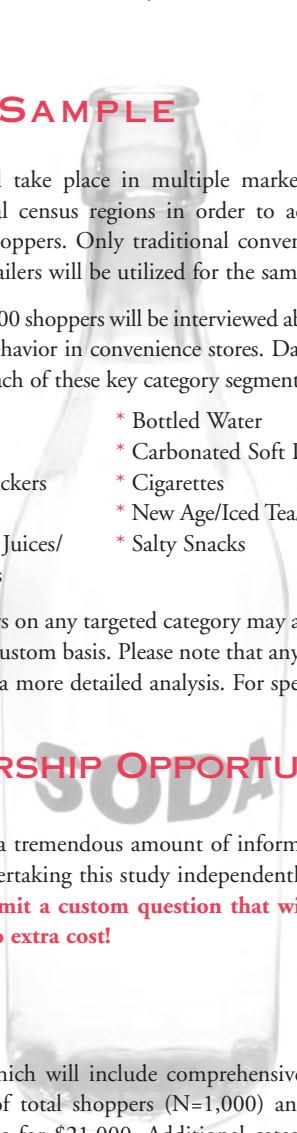 SAMPLE
take place in multiple marke
l census regions in order to a
oppers. Only traditional conven
ailers will be utilized for the sam
00 shoppers will be interviewed ab
ehavior in convenience stores. Da
ach of these key category segment
* Bottled Water
* Carbonated Soft
ckers
* Cigarettes
* New Age/Iced Tea
Juices/
* Salty Snacks
s
rs on any targeted category may a
ustom basis. Please note that any
a more detailed analysis. For spe
RSHIP OPPORTU
SODA
a tremendous amount of inform
ertaking this study independentl
mit a custom question that wi
o extra cost!
hich will include comprehensive
of total shoppers (N=1,000) an
for $21,000. Additional